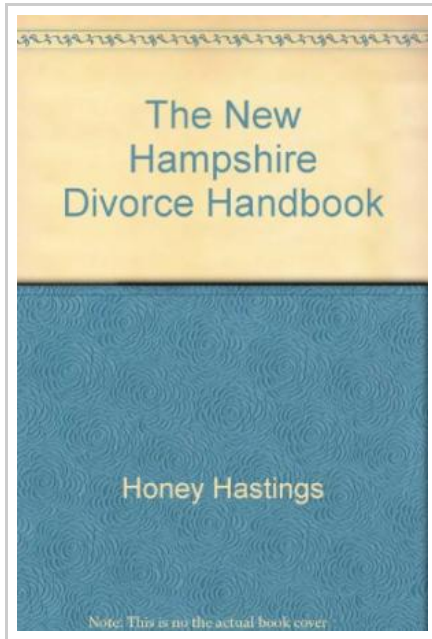 The New
Hampshire
Divorce Handbook
Honey Hastings
Note: This is no the actual book cover